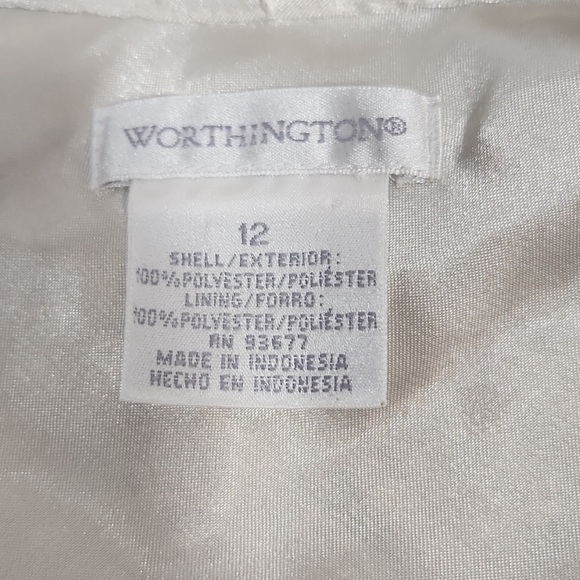 WORTHINGTON®
12
SHELL/EXTERIOR:
100%POLYESTER/POLIÉSTER
LINING/FORRO:
100%POLYESTER/POLIÉSTER
RN 93677
MADE IN INDONESIA
HECHO EN INDONESIA